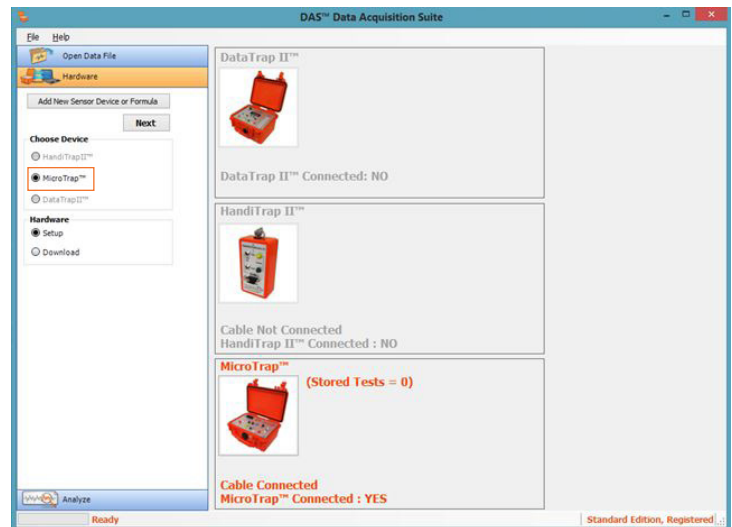 DAS™ Data Acquisition Suite
File Help
Open Data File
Hardware
Add New Sensor Device or Formula
Next
Choose Device
HandiTrapII™
MicroTrap™
DataTrapII™
Hardware
Setup
Download
Analyze
DataTrap II™
DataTrap II™ Connected: NO
HandiTrap II™
Cable Not Connected
HandiTrap II™ Connected : NO
MicroTrap™
(Stored Tests = 0)
Cable Connected
MicroTrap™ Connected : YES
Ready
Standard Edition, Registered